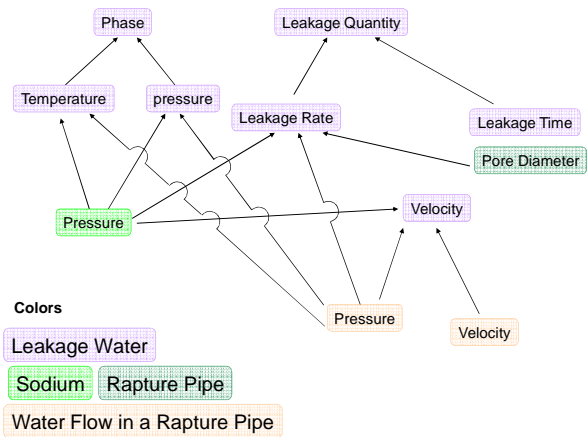 Phase
Leakage Quantity
Temperature
pressure
Leakage Rate
Leakage Time
Pore Diameter
Pressure
Velocity
Pressure
Velocity
Colors
Leakage Water
Sodium
Rapture Pipe
Water Flow in a Rapture Pipe